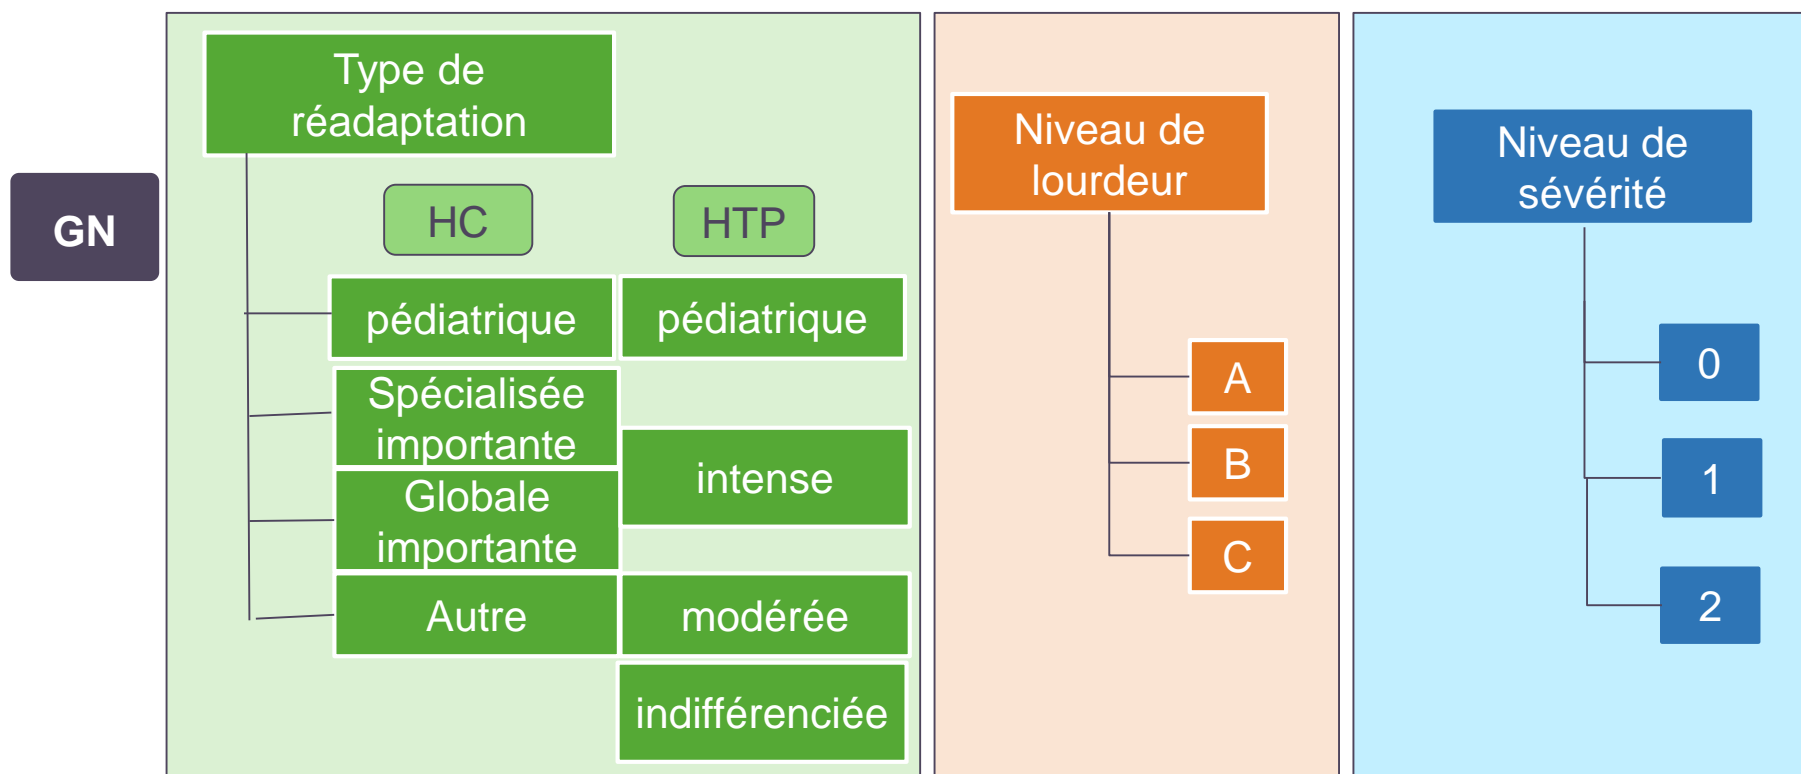 GN
Type de
réadaptation
HC
HTP
pédiatrique
pédiatrique
Spécialisée
importante
intense
Globale
importante
Autre
modérée
indifférenciée
Niveau de
lourdeur
A
B
C
Niveau de
sévérité
0
1
2